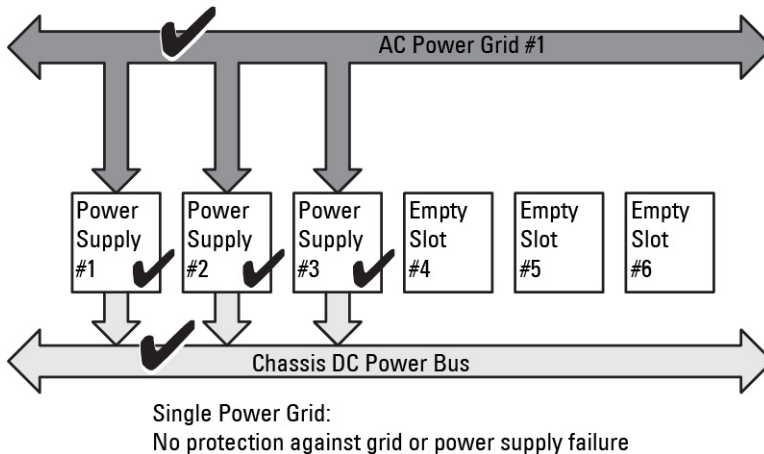 AC Power Grid #1
Power
Supply
#1
Power
Supply
#2
Power
Supply
#3
Empty
Slot
#4
Empty
Slot
#5
Empty
Slot
#6
Chassis DC Power Bus
Single Power Grid:
No protection against grid or power supply failure